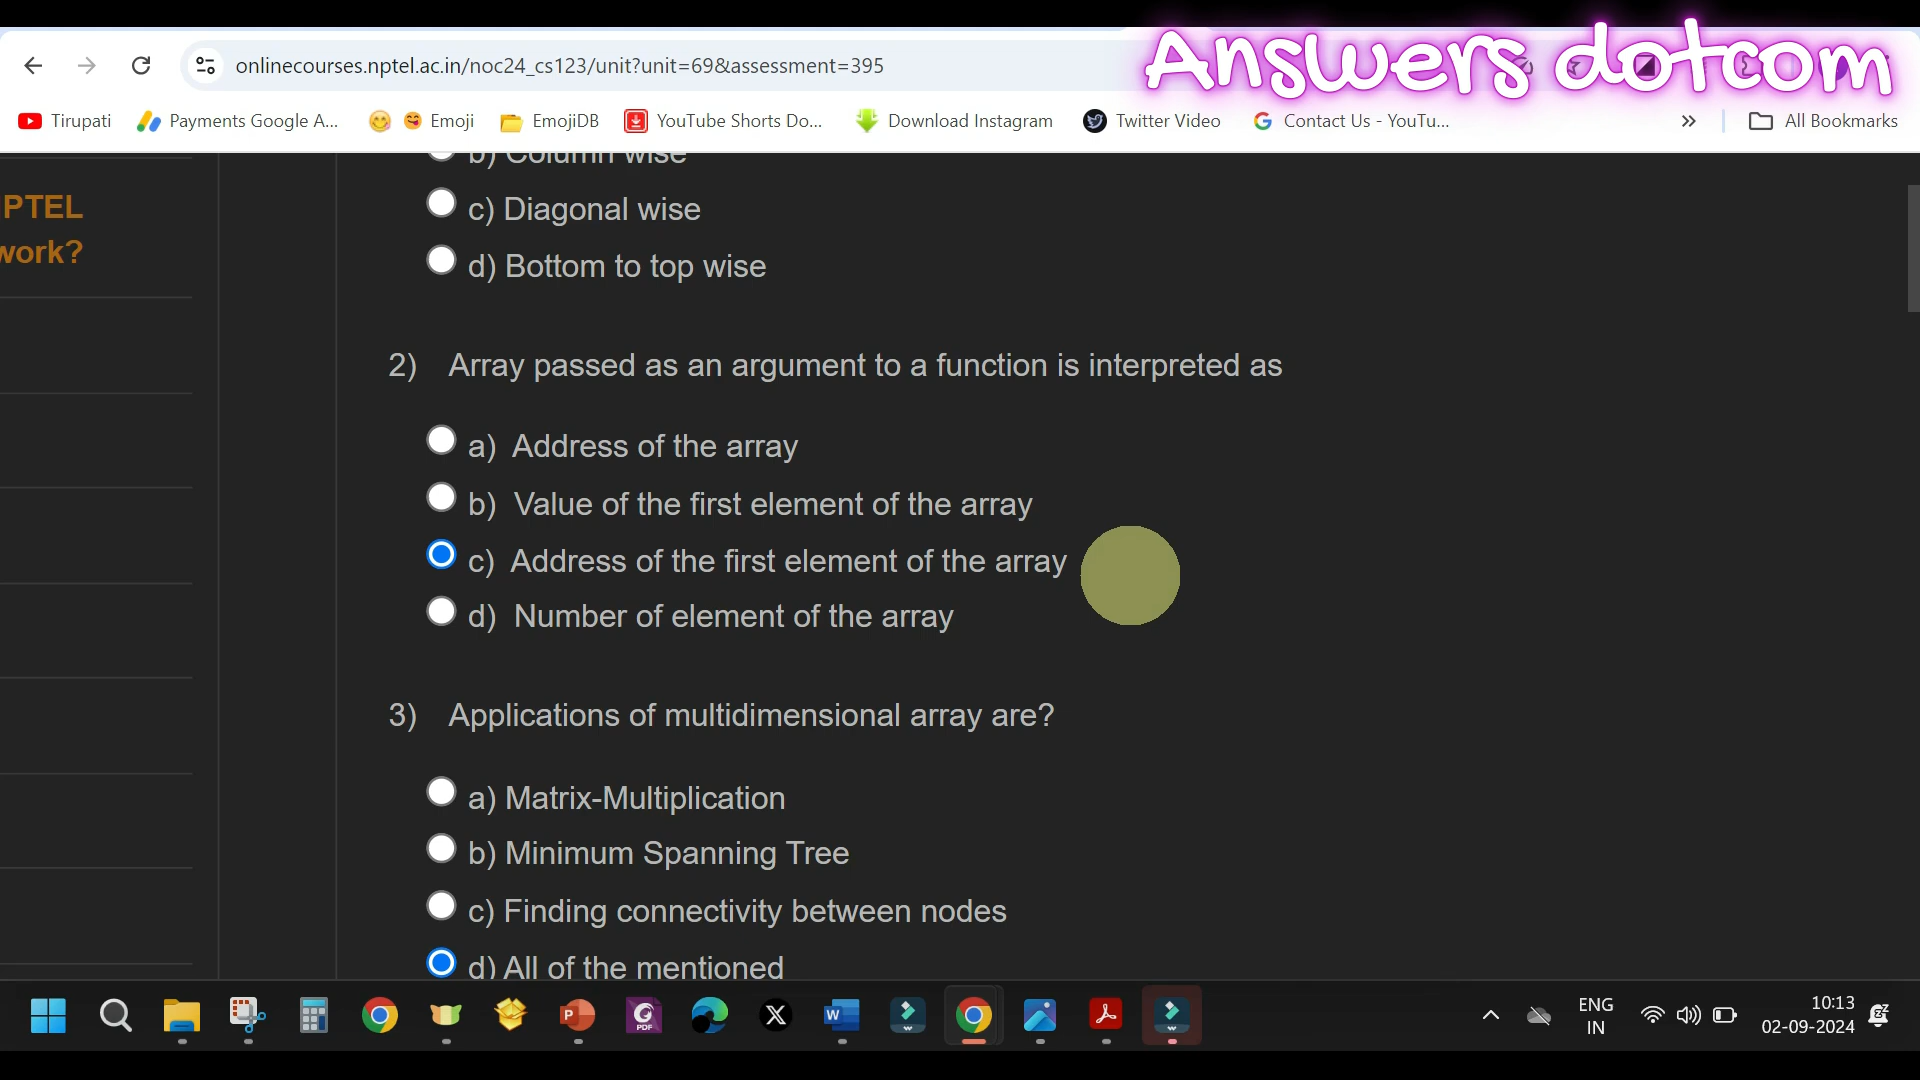 Answers dotcom
onlinecourses.nptel.ac.in/noc24_cs123/unit?unit=69&assessment=395
Tirupati
Payments Google A...
Emoji
EmojiDB
YouTube Shorts Do...
Download Instagram
Twitter Video
Contact Us - YouTu...
»
All Bookmarks
PTEL
work?
b) Column wise
c) Diagonal wise
d) Bottom to top wise
2) Array passed as an argument to a function is interpreted as
a) Address of the array
b) Value of the first element of the array
c) Address of the first element of the array
d) Number of element of the array
3) Applications of multidimensional array are?
a) Matrix-Multiplication
b) Minimum Spanning Tree
c) Finding connectivity between nodes
d) All of the mentioned
ENG
IN
10:13
02-09-2024